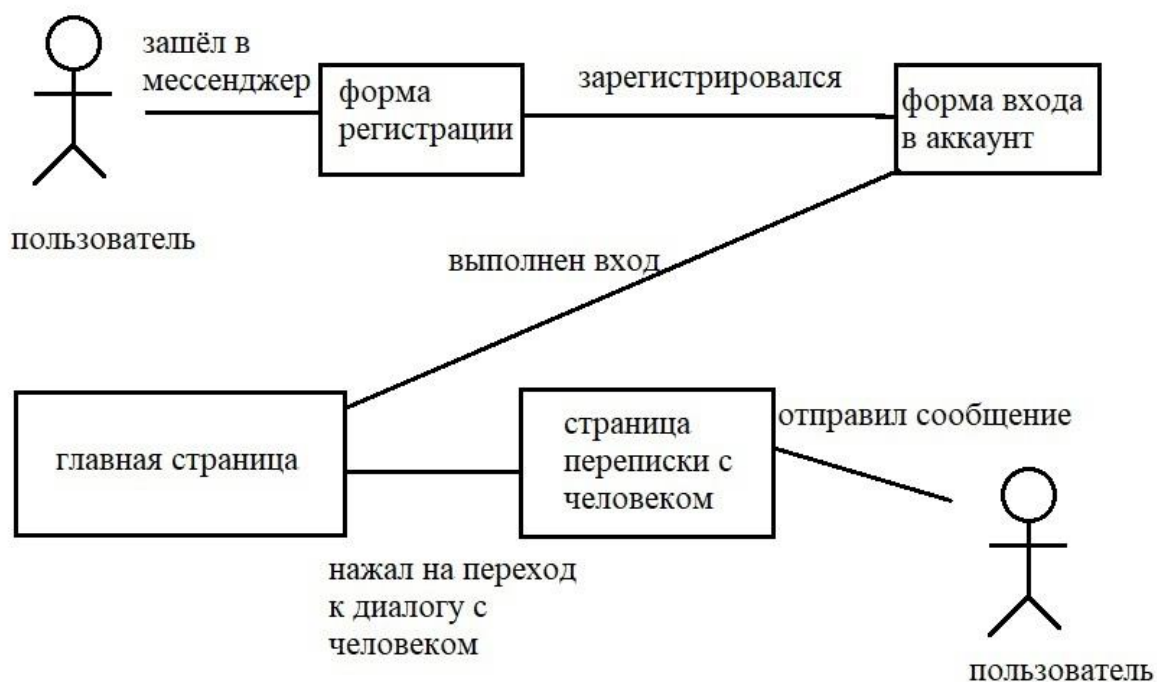 зашёл в
мессенджер
форма
регистрации
зарегистрировался
форма входа
в аккаунт
пользователь
выполнен вход
главная страница
страница
переписки с
человеком
отправил сообщение
нажал на переход
к диалогу с
человеком
пользователь